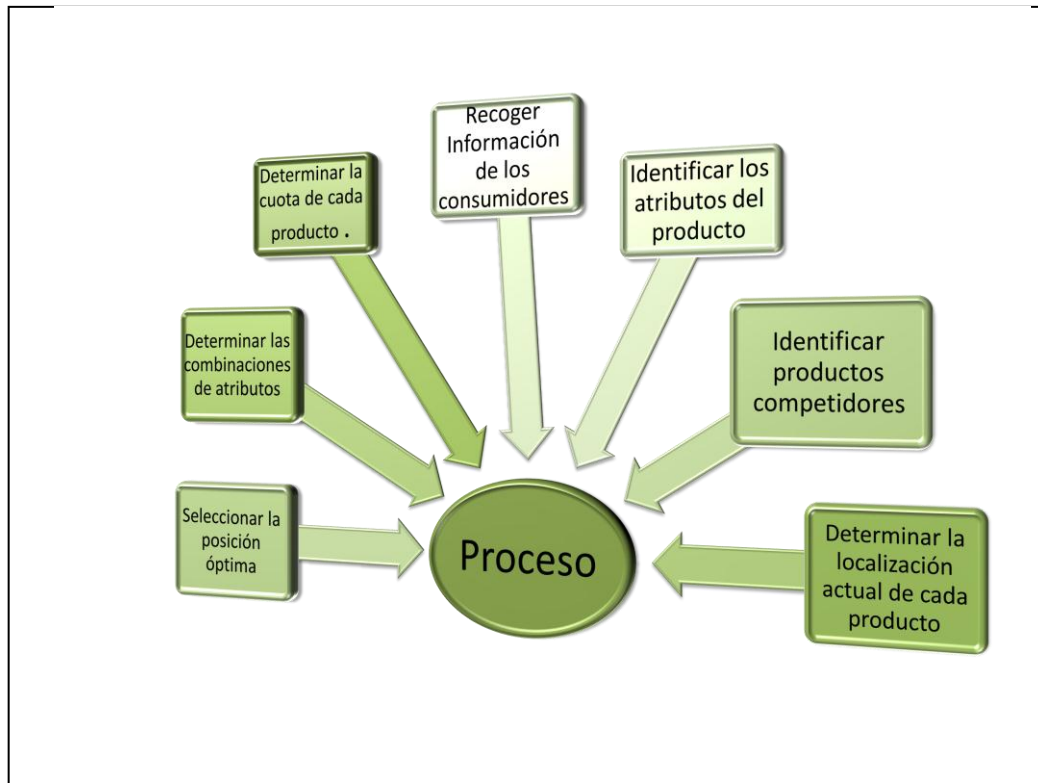 Seleccionar la
posición
óptima
Determinar las
combinaciones
de atributos
Determinar la
cuota de cada
producto .
Recoger
Información
de los
consumidores
Identificar los
atributos del
producto
Identificar
productos
competidores
Determinar la
localización
actual de cada
producto
Proceso